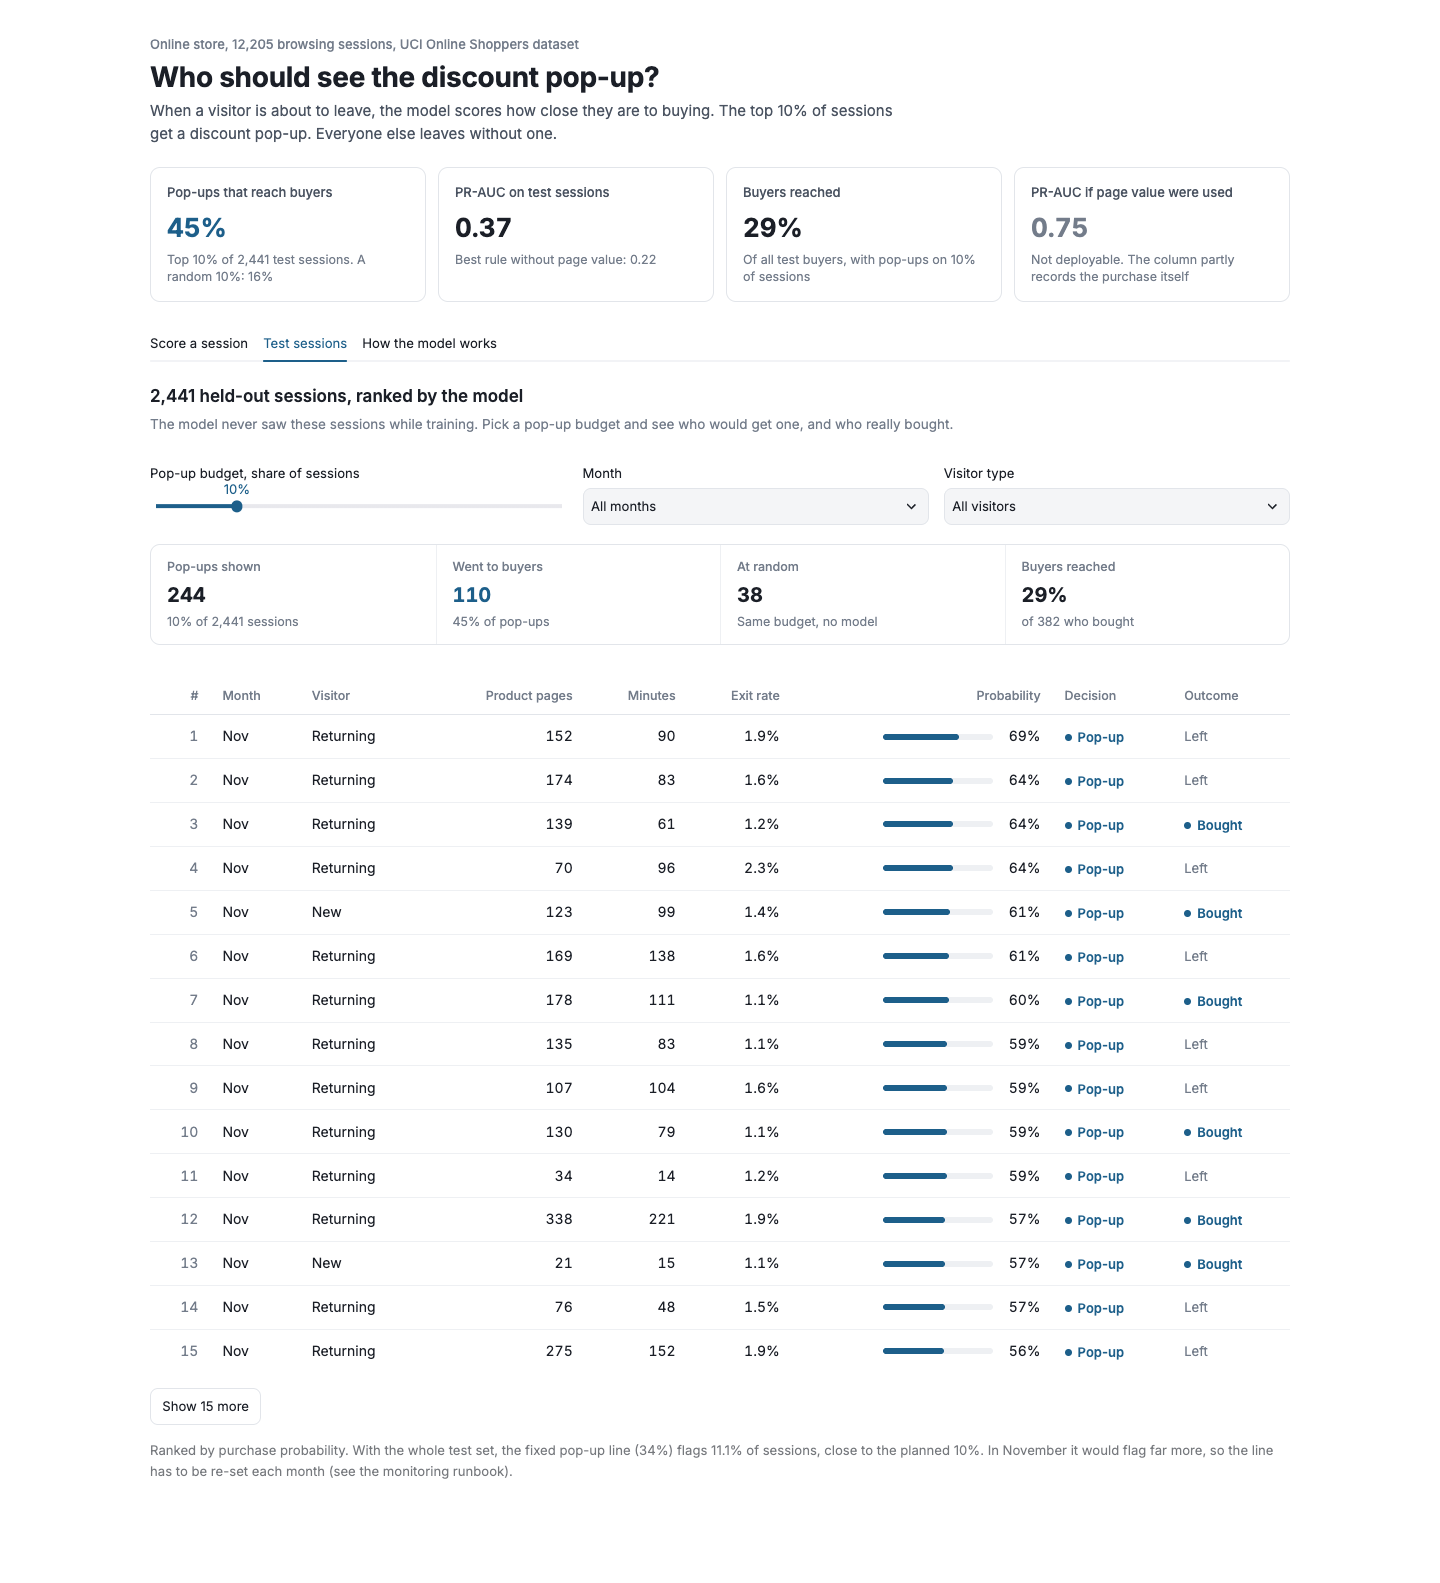 Online store, 12,205 browsing sessions, UCI Online Shoppers dataset
Who should see the discount pop-up?
When a visitor is about to leave, the model scores how close they are to buying. The top 10% of sessions
get a discount pop-up. Everyone else leaves without one.
Pop-ups that reach buyers
45%
Top 10% of 2,441 test sessions. A
random 10%: 16%
PR-AUC on test sessions
0.37
Best rule without page value: 0.22
Buyers reached
29%
Of all test buyers, with pop-ups on 10%
of sessions
PR-AUC if page value were used
0.75
Not deployable. The column partly
records the purchase itself
Score a session Test sessions How the model works
2,441 held-out sessions, ranked by the model
The model never saw these sessions while training. Pick a pop-up budget and see who would get one, and who really bought.
Pop-up budget, share of sessions
10%
Month
All months
Visitor type
All visitors
Pop-ups shown
244
10% of 2,441 sessions
Went to buyers
110
45% of pop-ups
At random
38
Same budget, no model
Buyers reached
29%
of 382 who bought
# Month Visitor Product pages Minutes Exit rate Probability Decision Outcome
1 Nov Returning 152 90 1.9% 69% Pop-up Left
2 Nov Returning 174 83 1.6% 64% Pop-up Left
3 Nov Returning 139 61 1.2% 64% Pop-up Bought
4 Nov Returning 70 96 2.3% 64% Pop-up Left
5 Nov New 123 99 1.4% 61% Pop-up Bought
6 Nov Returning 169 138 1.6% 61% Pop-up Left
7 Nov Returning 178 111 1.1% 60% Pop-up Bought
8 Nov Returning 135 83 1.1% 59% Pop-up Left
9 Nov Returning 107 104 1.6% 59% Pop-up Left
10 Nov Returning 130 79 1.1% 59% Pop-up Bought
11 Nov Returning 34 14 1.2% 59% Pop-up Left
12 Nov Returning 338 221 1.9% 57% Pop-up Bought
13 Nov New 21 15 1.1% 57% Pop-up Bought
14 Nov Returning 76 48 1.5% 57% Pop-up Left
15 Nov Returning 275 152 1.9% 56% Pop-up Left
Show 15 more
Ranked by purchase probability. With the whole test set, the fixed pop-up line (34%) flags 11.1% of sessions, close to the planned 10%. In November it would flag far more, so the line
has to be re-set each month (see the monitoring runbook).